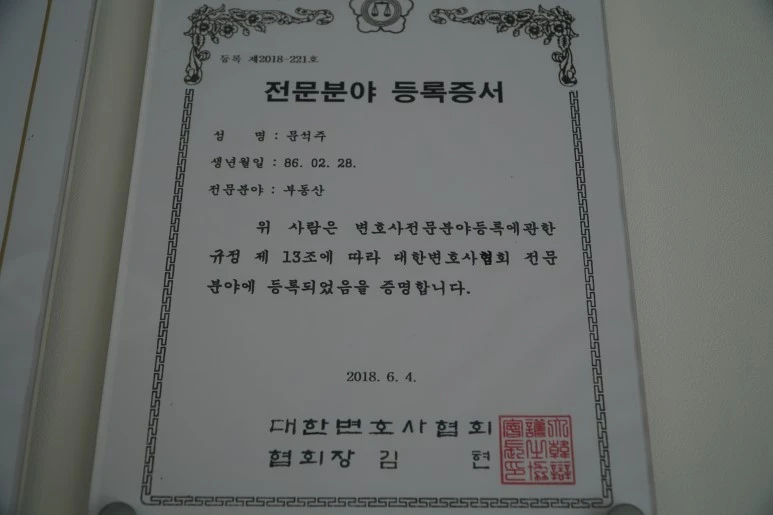 등록 제2018-221호
전문분야 등록증서
성 명 : 문석주
생년월일 : 86. 02. 28.
전문분야 : 부동산
위 사람은 변호사전문분야등록에관한
규정 제 13조에 따라 대한변호사협회 전문
분야에 등록되었음을 증명합니다.
2018. 6. 4.
대한변호사협회
협회장 김 현